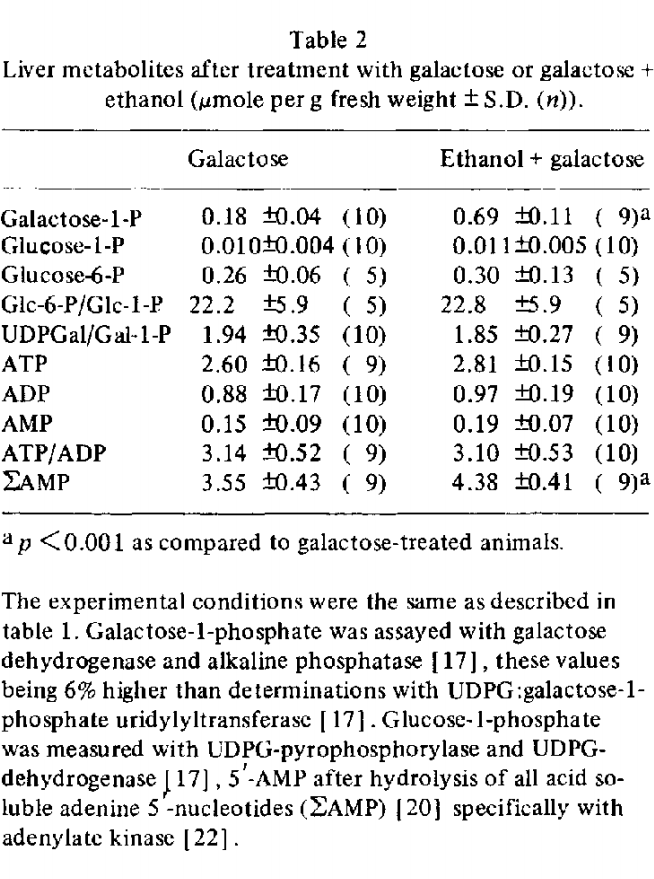 Table 2
Liver metabolites after treatment with galactose or galactose +
ethanol (μmole per g fresh weight ± S.D. (n)).
Galactose Ethanol + galactose
Galactose-1-P 0.18 ±0.04 (10) 0.69 ±0.11 ( 9)a
Glucose-1-P 0.010±0.004 (10) 0.011±0.005 (10)
Glucose-6-P 0.26 ±0.06 ( 5) 0.30 ±0.13 ( 5)
Glc-6-P/Glc-1-P 22.2 ±5.9 ( 5) 22.8 ±5.9 ( 5)
UDPGal/Gal-1-P 1.94 ±0.35 (10) 1.85 ±0.27 ( 9)
ATP 2.60 ±0.16 ( 9) 2.81 ±0.15 (10)
ADP 0.88 ±0.17 (10) 0.97 ±0.19 (10)
AMP 0.15 ±0.09 (10) 0.19 ±0.07 (10)
ATP/ADP 3.14 ±0.52 ( 9) 3.10 ±0.53 (10)
ΣAMP 3.55 ±0.43 ( 9) 4.38 ±0.41 ( 9)a
a p <0.001 as compared to galactose-treated animals.
The experimental conditions were the same as described in
table 1. Galactose-1-phosphate was assayed with galactose
dehydrogenase and alkaline phosphatase [17], these values
being 6% higher than determinations with UDPG:galactose-1-
phosphate uridylyltransferase [17]. Glucose-1-phosphate
was measured with UDPG-pyrophosphorylase and UDPG-
dehydrogenase [17], 5'-AMP after hydrolysis of all acid so-
luble adenine 5'-nucleotides (ΣAMP) [20] specifically with
adenylate kinase [22].